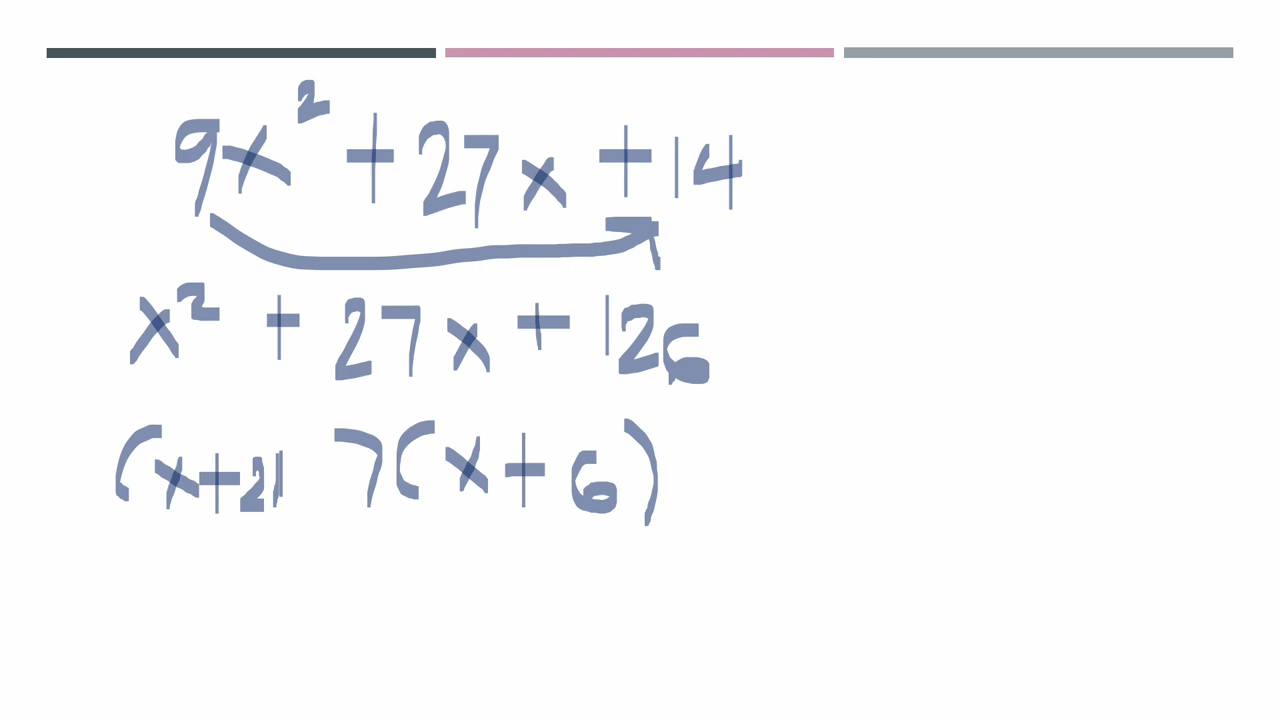 9x² + 27x + 14
x² + 27x + 126
(x+21)(x+6)